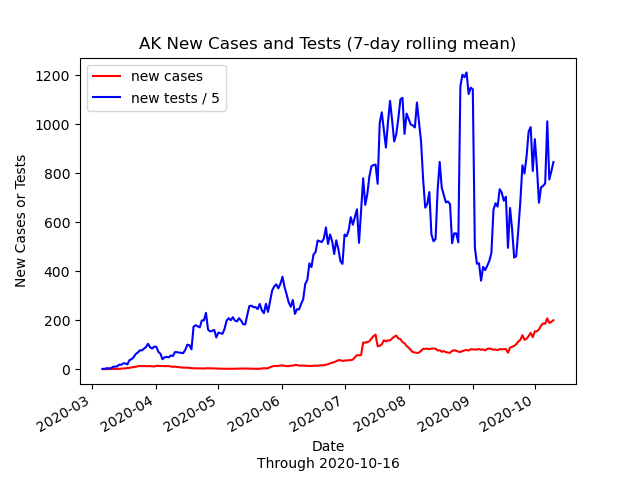 AK New Cases and Tests (7-day rolling mean)
new cases
new tests / 5
New Cases or Tests
1200
1000
800
600
400
200
0
2020-03
2020-04
2020-05
2020-06
2020-07
2020-08
2020-09
2020-10
Date
Through 2020-10-16